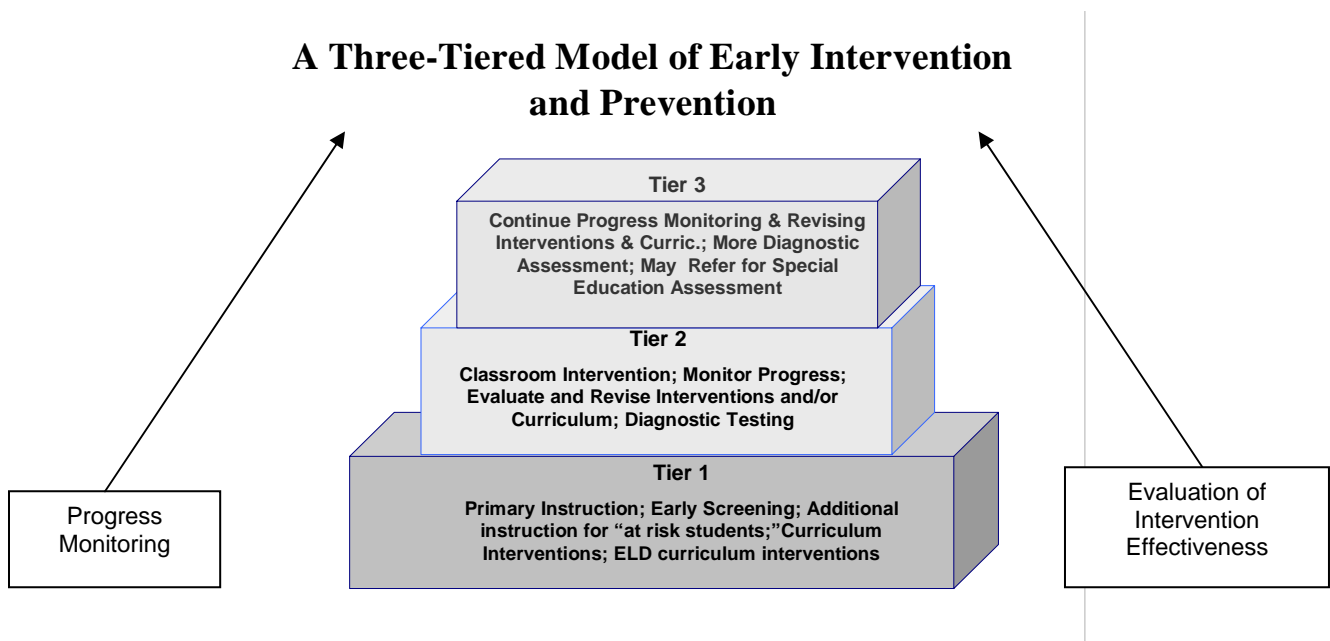 A Three-Tiered Model of Early Intervention
and Prevention
Tier 3
Continue Progress Monitoring & Revising
Interventions & Curric.; More Diagnostic
Assessment; May Refer for Special
Education Assessment
Tier 2
Classroom Intervention; Monitor Progress;
Evaluate and Revise Interventions and/or
Curriculum; Diagnostic Testing
Tier 1
Primary Instruction; Early Screening; Additional
instruction for “at risk students;”Curriculum
Interventions; ELD curriculum interventions
Progress
Monitoring
Evaluation of
Intervention
Effectiveness